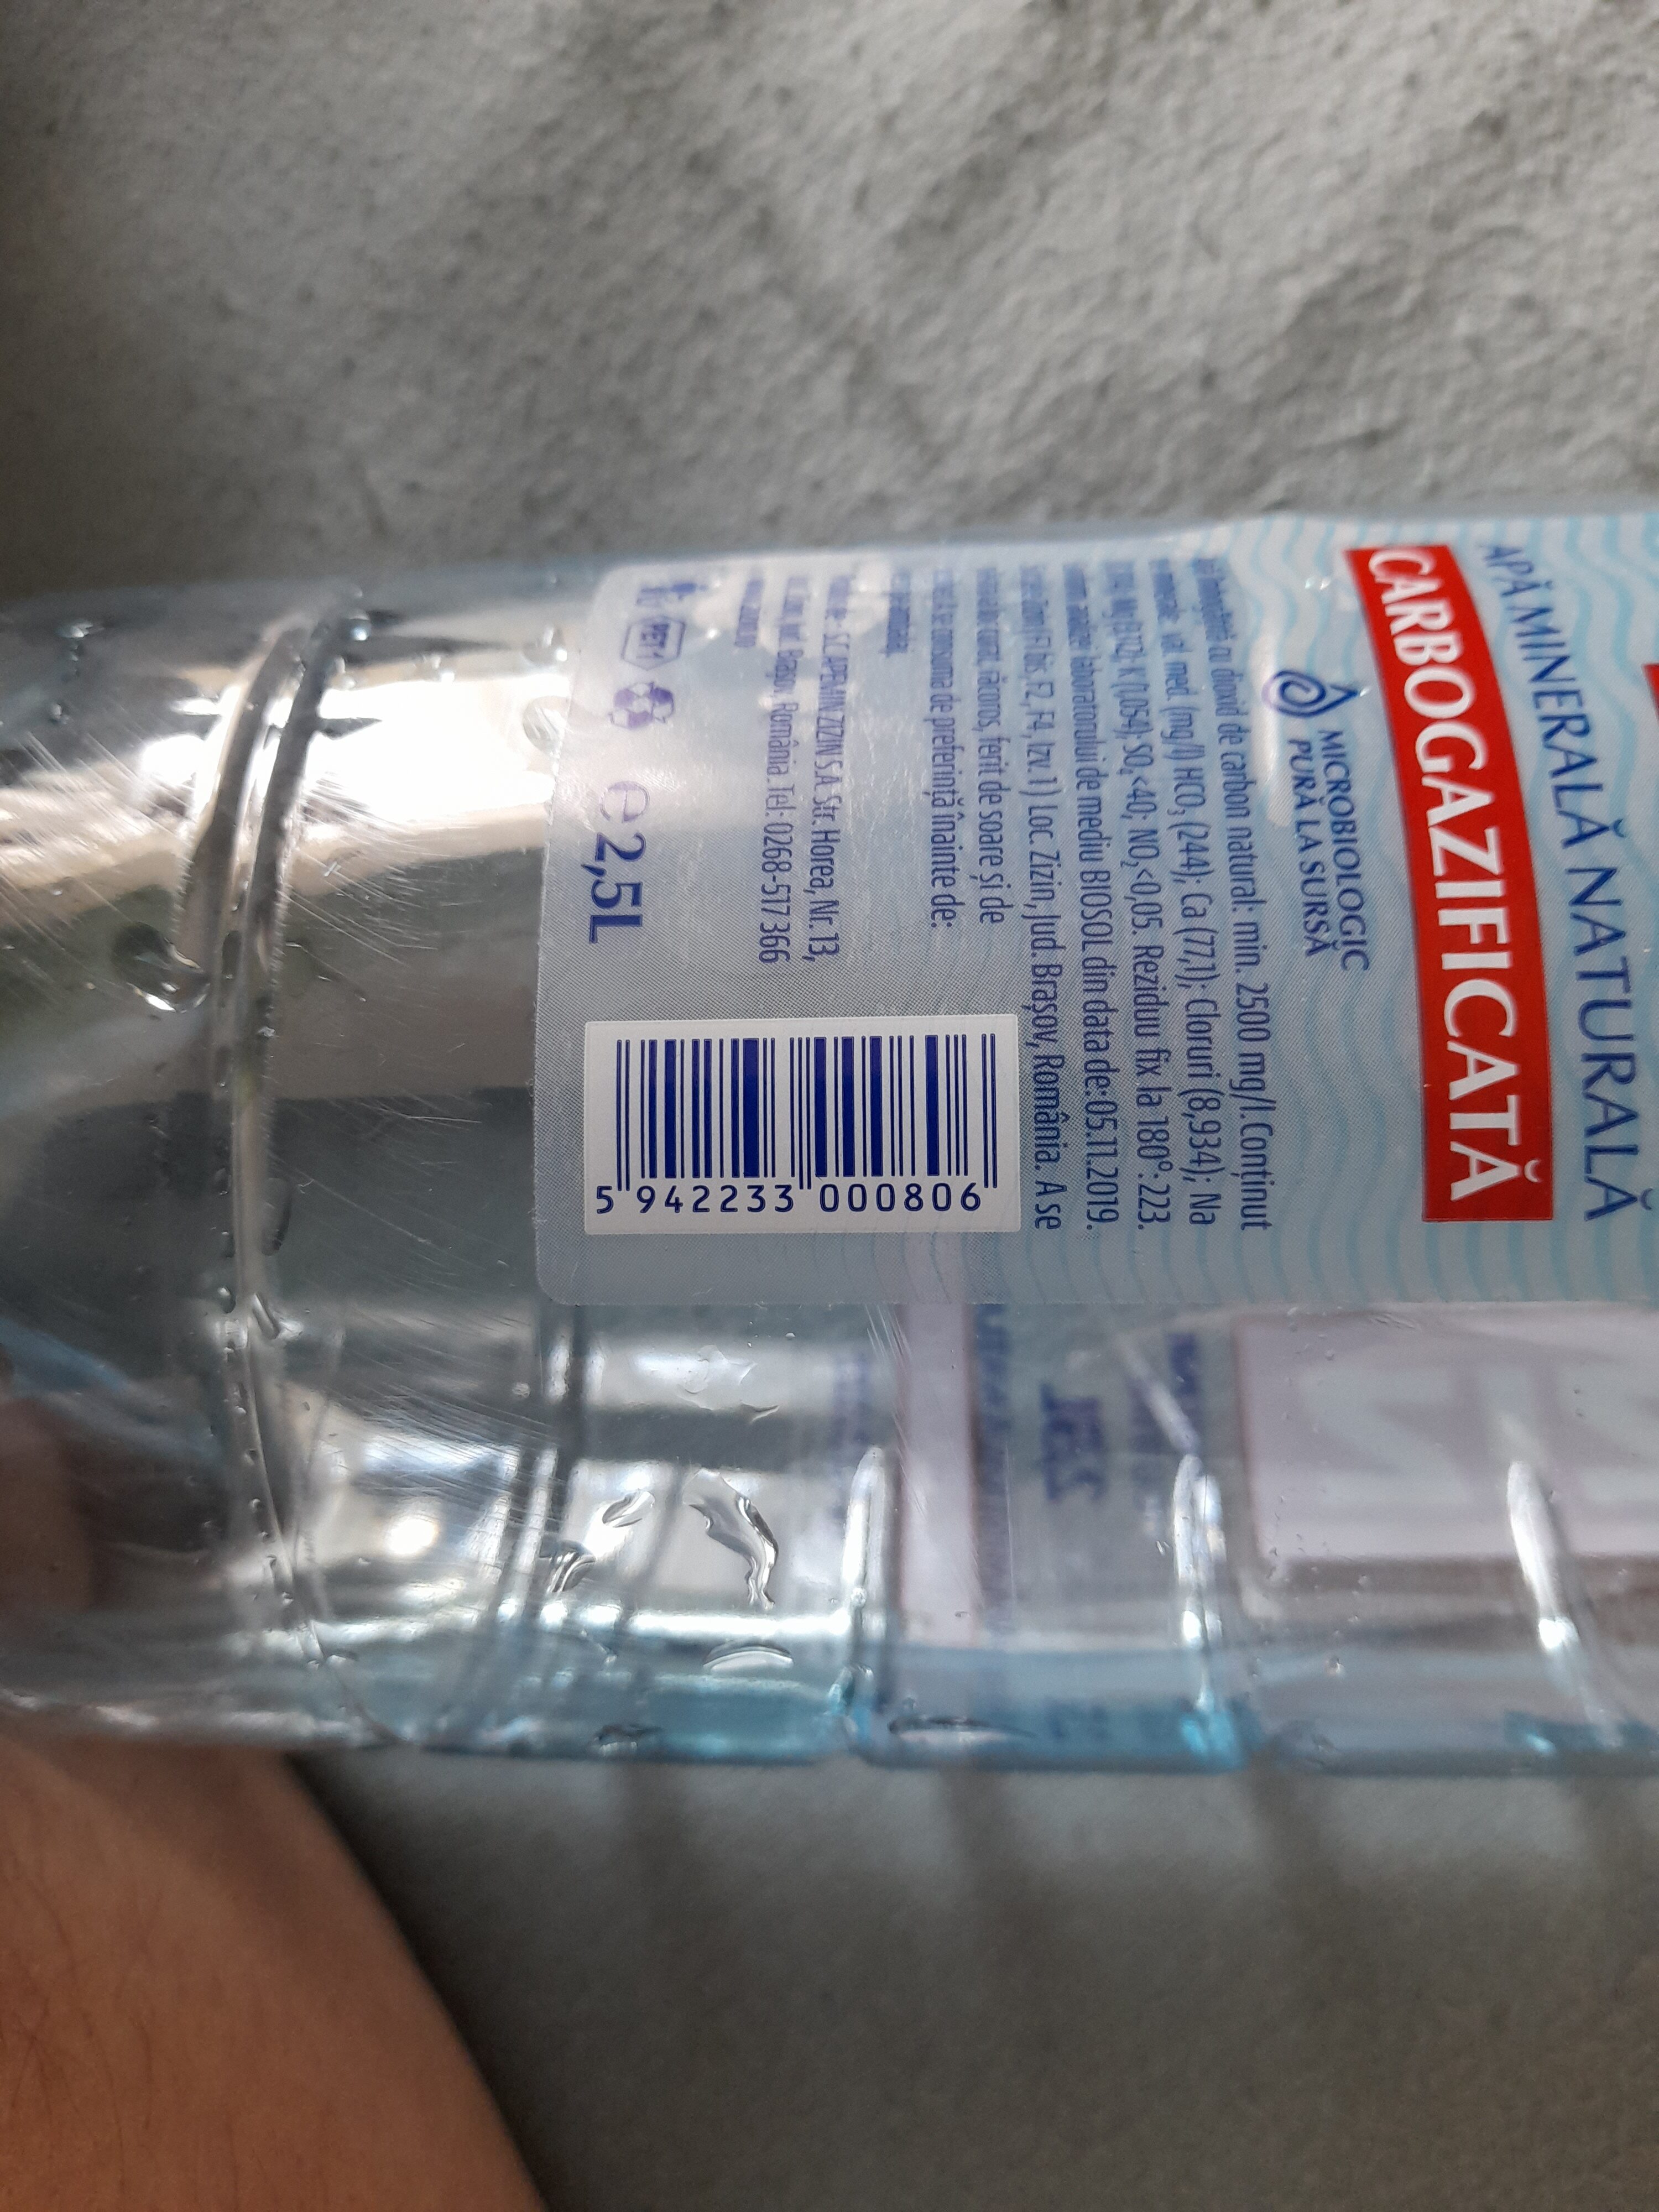 APĂ MINERALĂ NATURALĂ
CARBOGAZIFICATĂ
MICROBIOLOGIC
PURĂ LA SURSĂ
cu dioxid de carbon natural: min. 2500 mg/l. Conținut
med. (mg/l) HCO₃ (244); Ca (77,1); Cloruri (8,934); Na
K (1,054); SO₄<40; NO₂<0,05. Reziduu fix la 180°: 223.
laboratorului de mediu BIOSOL din data de:05.11.2019.
F2, F4, Izv. 1) Loc. Zizin, Jud. Brașov, România. A se
răcoros, ferit de soare și de
consuma de preferință înainte de:
S.C. APEMIN ZIZIN S.A. Str. Horea, Nr. 13,
Brașov, România. Tel: 0268-517 366
e 2,5L
PET 1
5 942233 000806